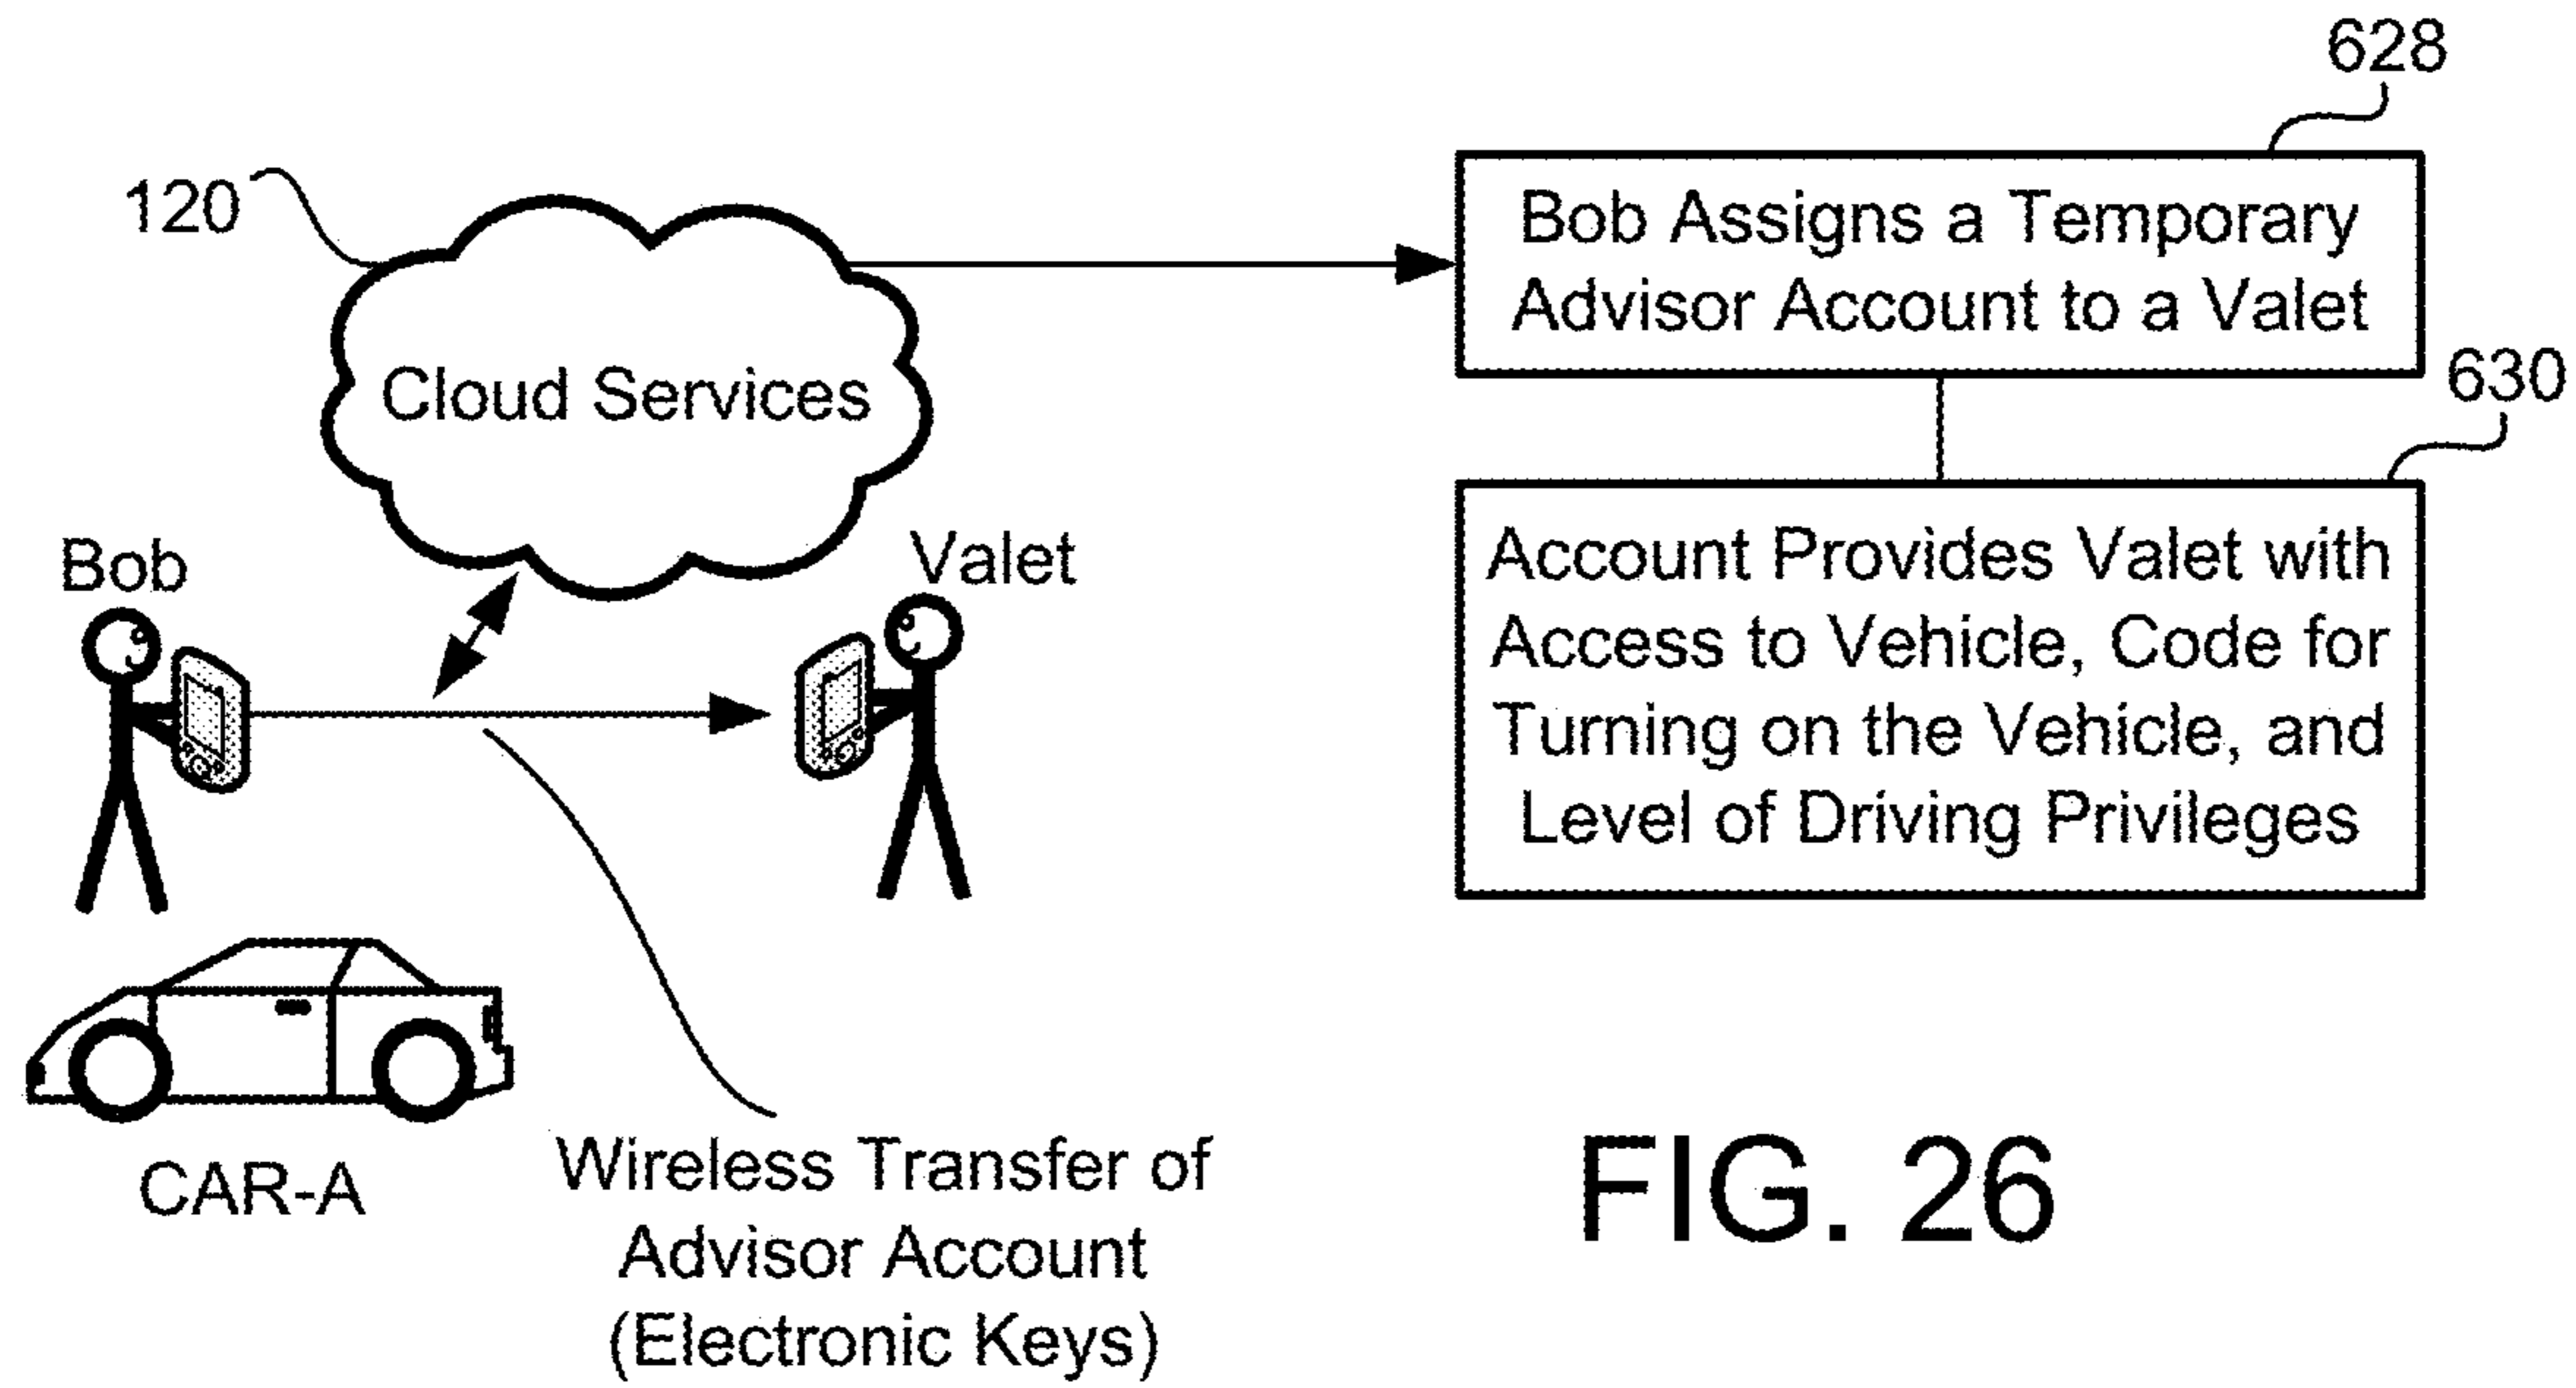 628
120
Bob Assigns a Temporary
Advisor Account to a Valet
Cloud Services
630
Bob
Valet
Account Provides Valet with
Access to Vehicle, Code for
Turning on the Vehicle, and
Level of Driving Privileges
CAR-A
Wireless Transfer of
Advisor Account
(Electronic Keys)
FIG. 26